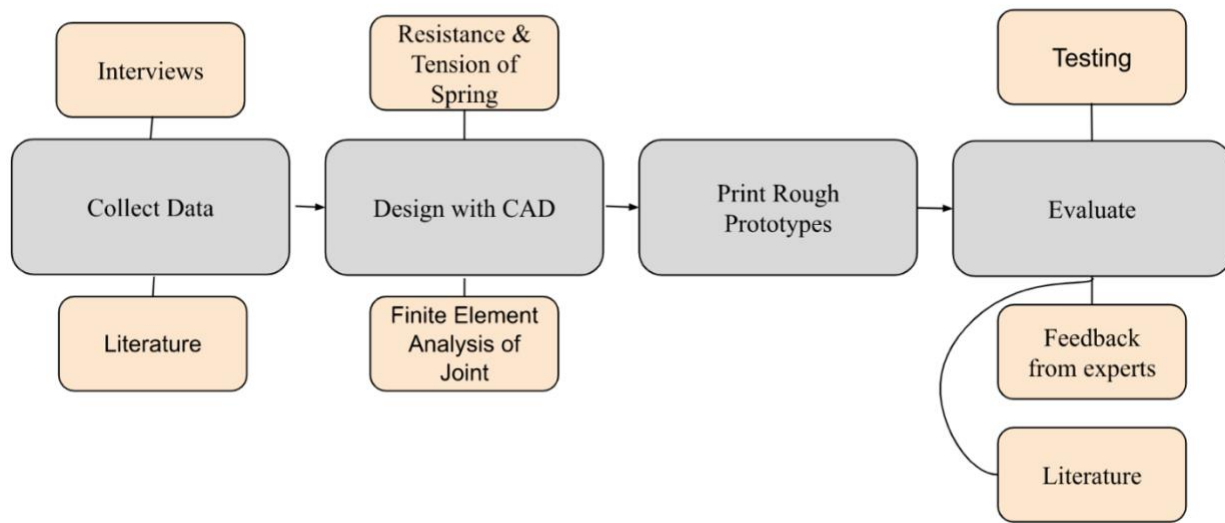 Interviews
Resistance &
Tension of
Spring
Testing
Collect Data
Design with CAD
Print Rough
Prototypes
Evaluate
Literature
Finite Element
Analysis of
Joint
Feedback
from experts
Literature